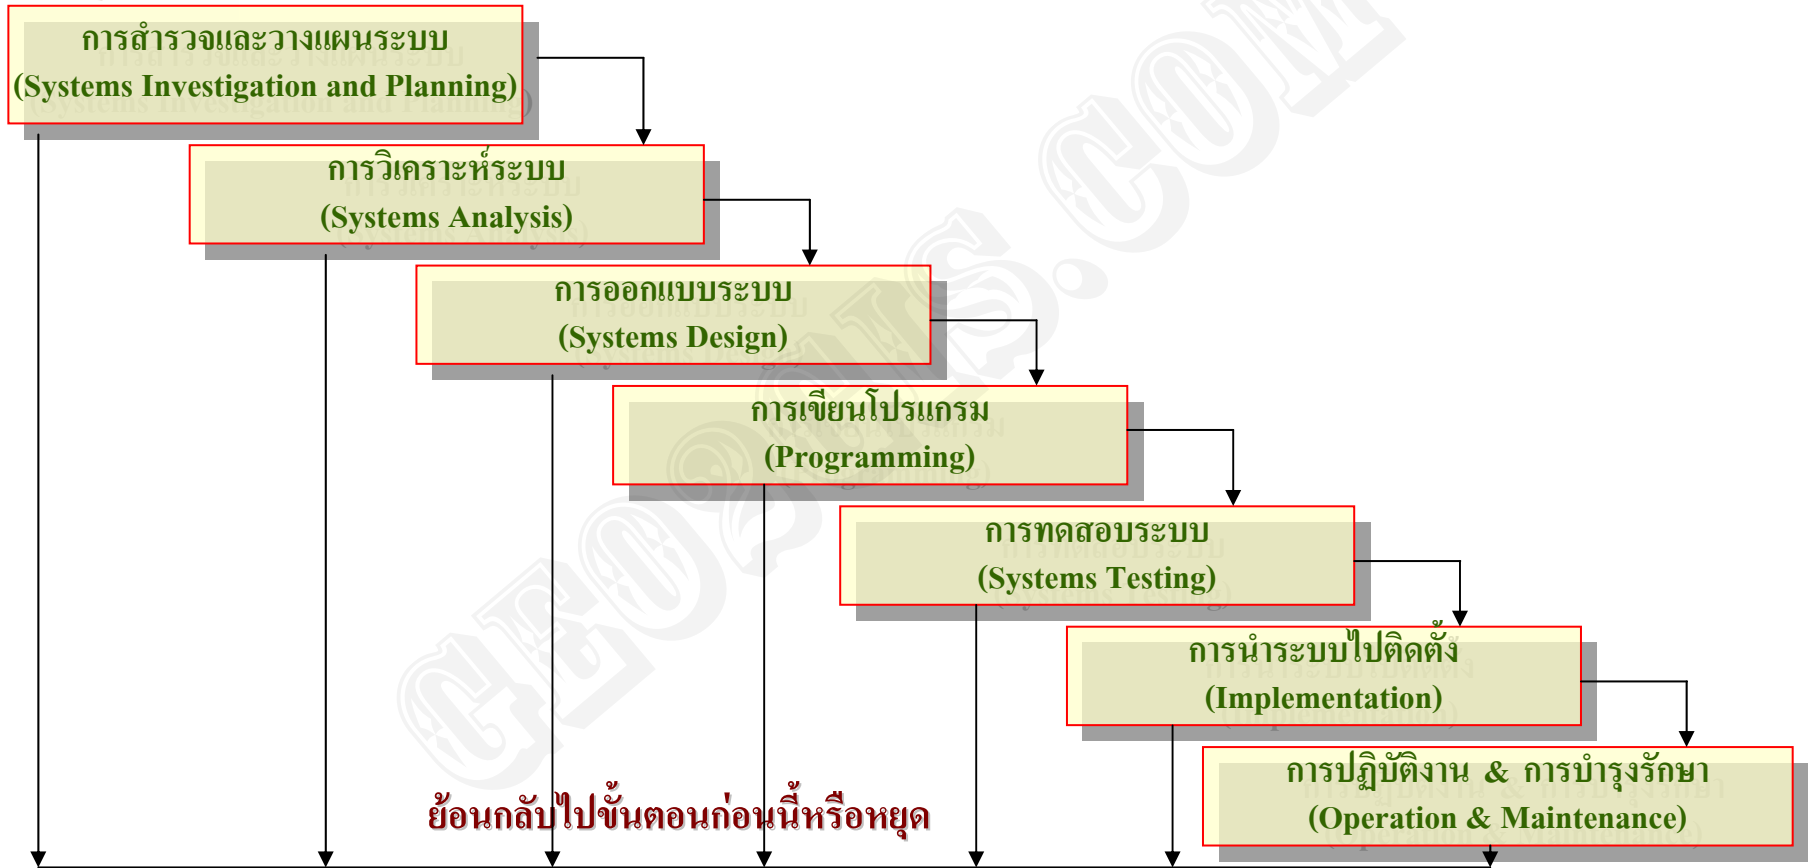 การสำรวจและวางแผนระบบ
(Systems Investigation and Planning)
การวิเคราะห์ระบบ
(Systems Analysis)
การออกแบบระบบ
(Systems Design)
การเขียนโปรแกรม
(Programming)
การทดสอบระบบ
(Systems Testing)
การนำระบบไปติดตั้ง
(Implementation)
การปฏิบัติงาน & การบำรุงรักษา
(Operation & Maintenance)
ย้อนกลับไปขั้นตอนก่อนนี้หรือหยุด